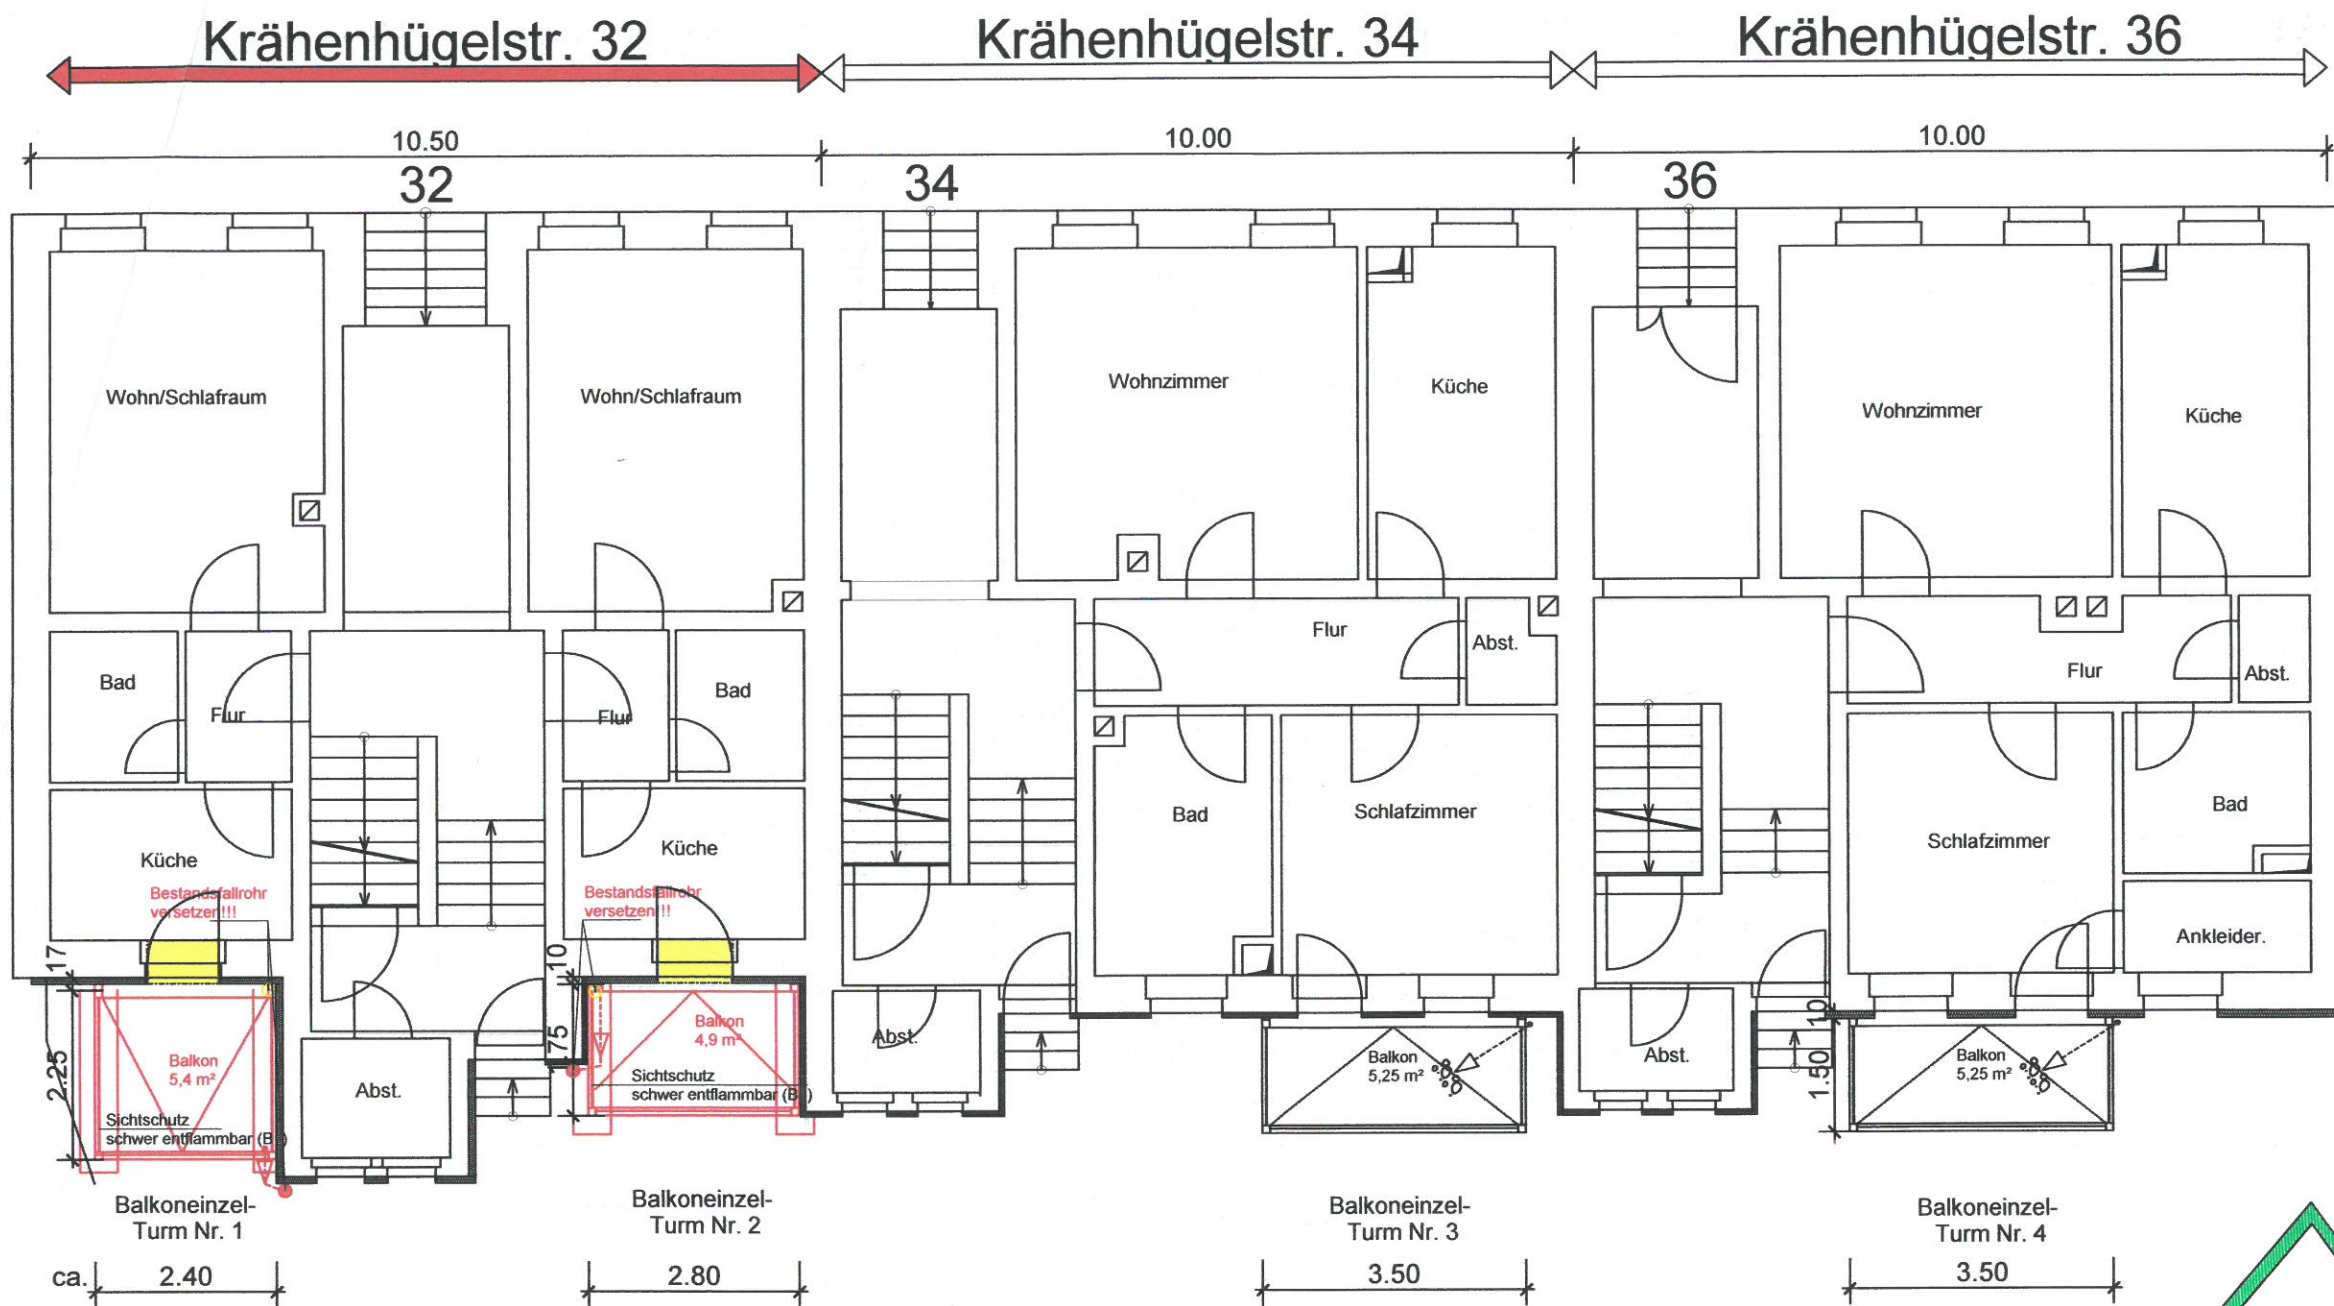 Krähenhügelstr. 32
Krähenhügelstr. 34
Krähenhügelstr. 36
10.50
10.00
10.00
32
34
36
Wohn/Schlafraum
Wohn/Schlafraum
Wohnzimmer
Küche
Wohnzimmer
Küche
Bad
Flur
Flur
Bad
Flur
Abst.
Flur
Abst.
Küche
Küche
Bad
Schlafzimmer
Schlafzimmer
Bad
Ankleider.
Bestandsfallrohr
versetzen!!!
Bestandsfallrohr
versetzen!!!
17
10
10
2.25
75
1.50
Balkon
5,4 m²
Sichtschutz
schwer entflammbar (B
Abst.
Balkon
4,9 m²
Sichtschutz
schwer entflammbar (B
Abst.
Balkon
5,25 m²
Abst.
Balkon
5,25 m²
Balkoneinzel-
Turm Nr. 1
Balkoneinzel-
Turm Nr. 2
Balkoneinzel-
Turm Nr. 3
Balkoneinzel-
Turm Nr. 4
ca.
2.40
2.80
3.50
3.50